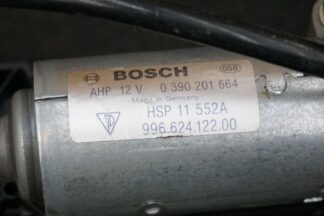 BOSCH
058
AHP 12 V 0 390 201 664
Made in Germany
HSP 11 552A
996.624.122.00